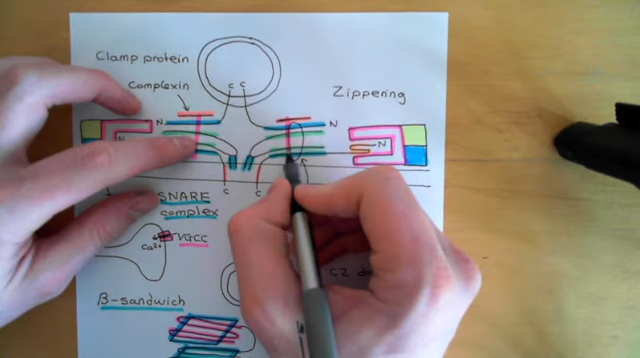 Clamp protein
Complexin
Zippering
C C
N
N
N
N
C
C
SNARE
complex
Ca²⁺
VGCC
C2 do
β-sandwich